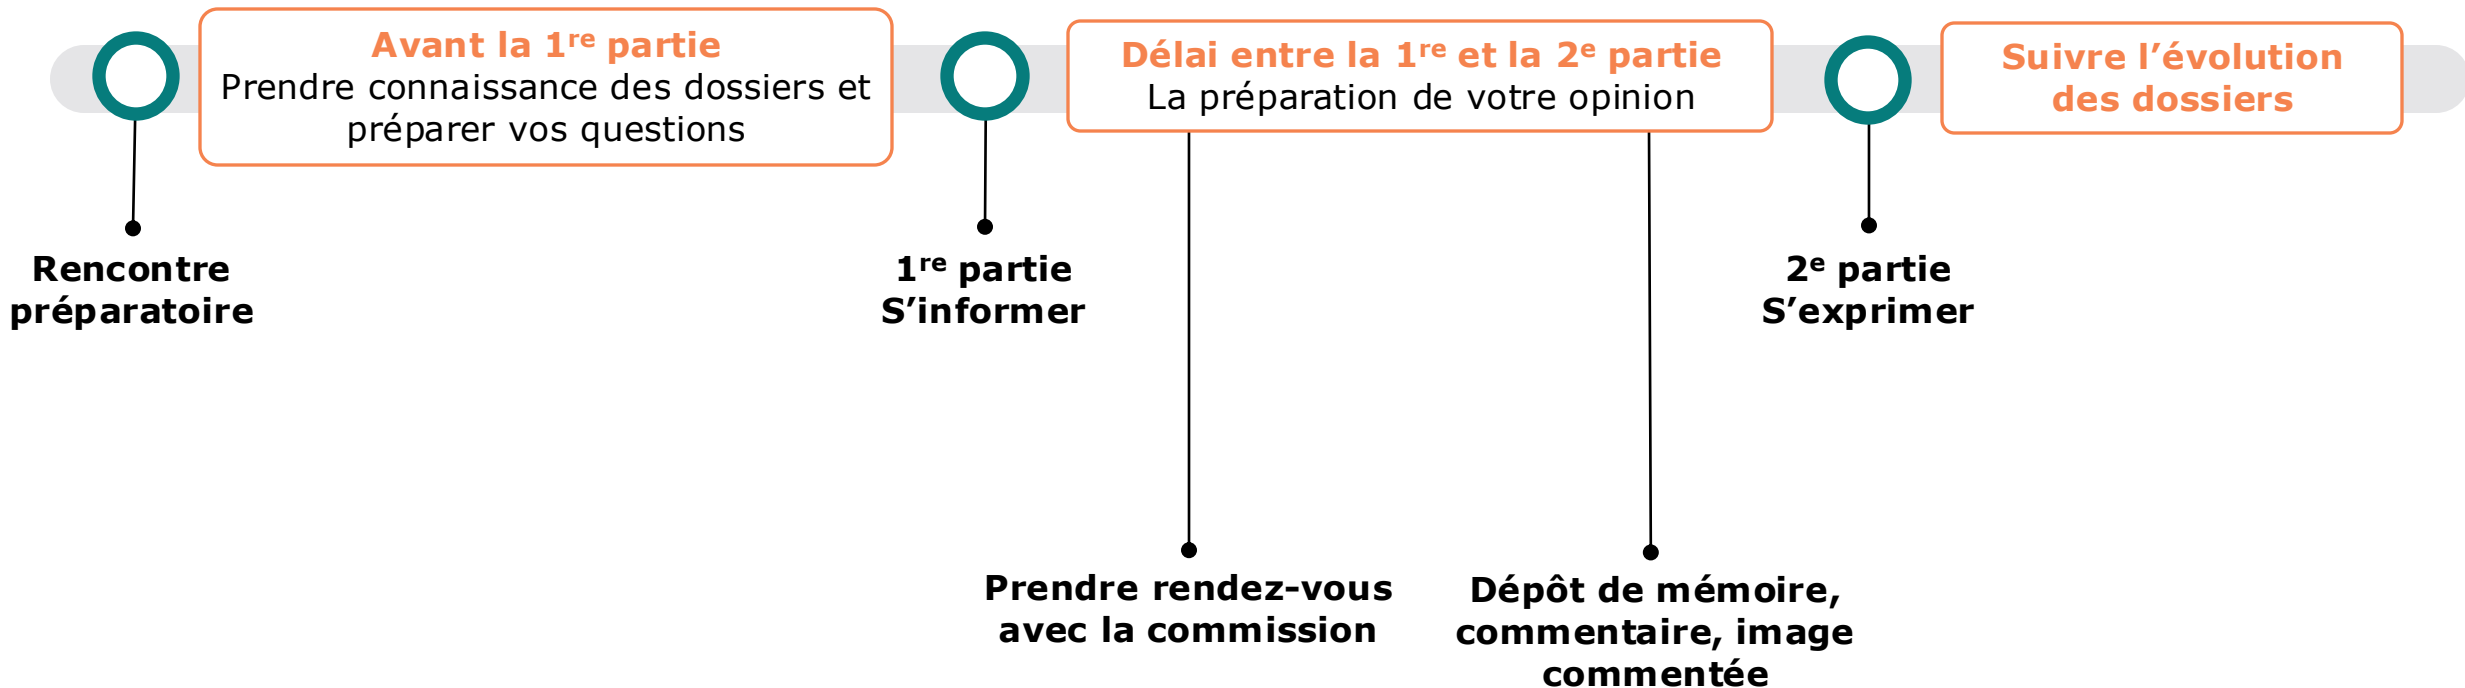 Avant la 1re partie
Prendre connaissance des dossiers et
préparer vos questions
Délai entre la 1re et la 2e partie
La préparation de votre opinion
Suivre l’évolution
des dossiers
Rencontre
préparatoire
1re partie
S’informer
2e partie
S’exprimer
Prendre rendez-vous
avec la commission
Dépôt de mémoire,
commentaire, image
commentée